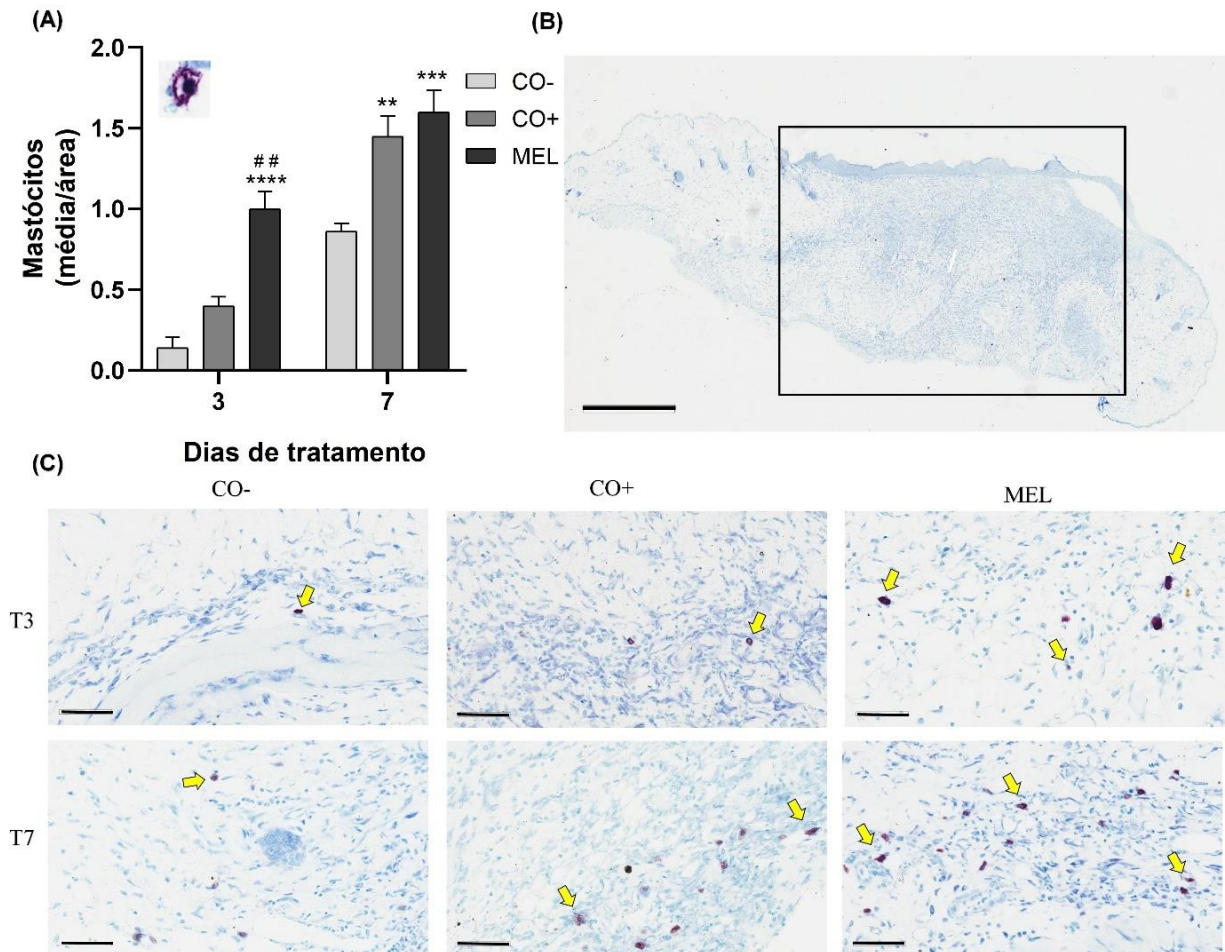 (A)
Mastócitos
(média/área)
2.0
1.5
1.0
0.5
0.0
##
****
**
***
3
7
Dias de tratamento
CO-
CO+
MEL
(B)
(C)
CO-
CO+
MEL
T3
T7